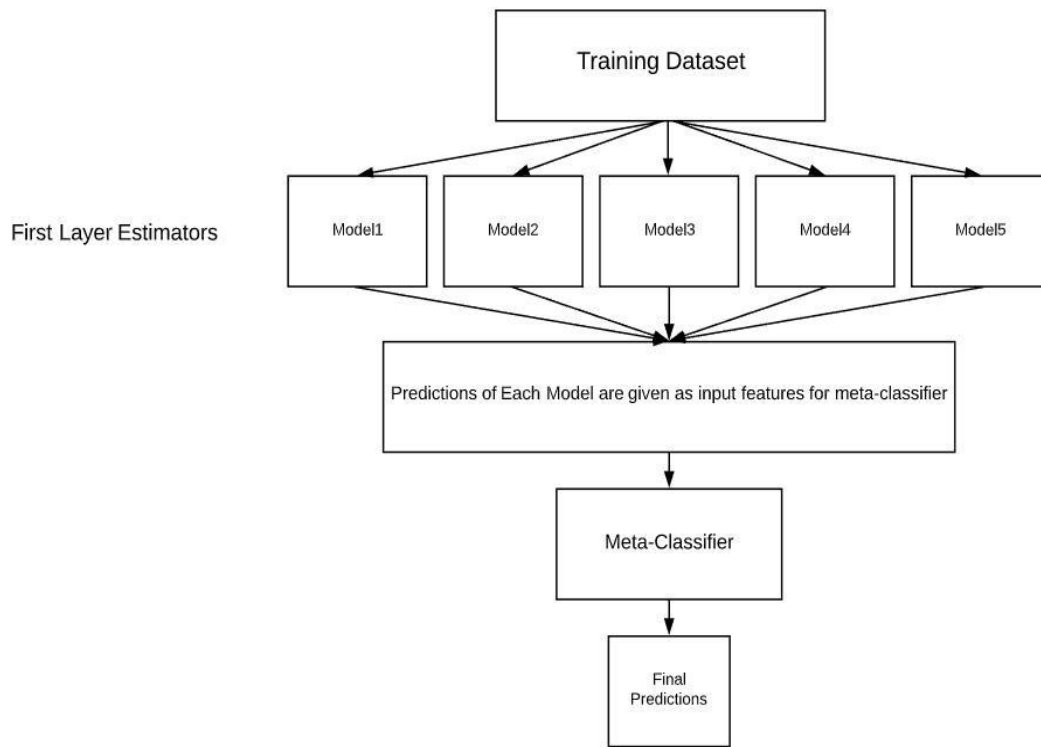 Training Dataset
First Layer Estimators
Model1
Model2
Model3
Model4
Model5
Predictions of Each Model are given as input features for meta-classifier
Meta-Classifier
Final
Predictions